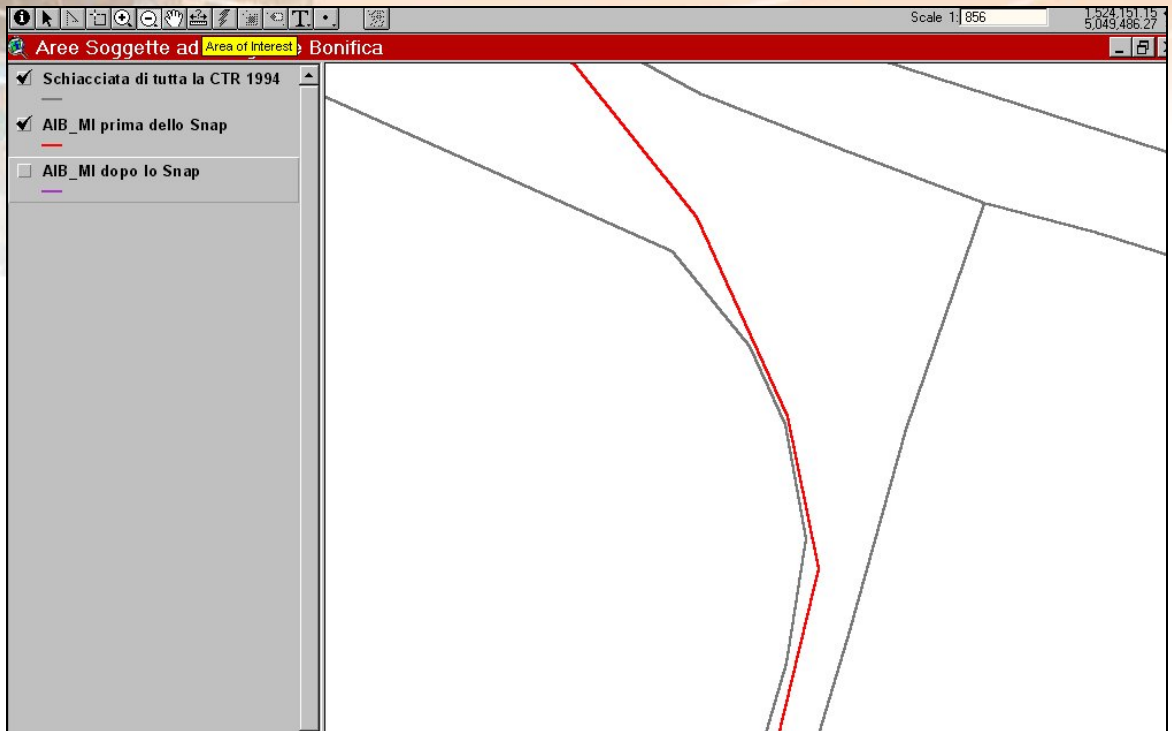 T.
Scale 1: 856
1,524,151.15
5,049,486.27
Aree Soggette ad
Area of Interest
e Bonifica
Schiacciata di tutta la CTR 1994
AIB_MI prima dello Snap
AIB_MI dopo lo Snap